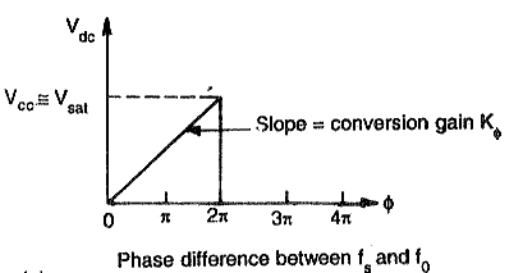 V_dc
V_cc ≅ V_sat
Slope = conversion gain K_ϕ
0 π 2π 3π 4π ϕ
Phase difference between f_s and f_0